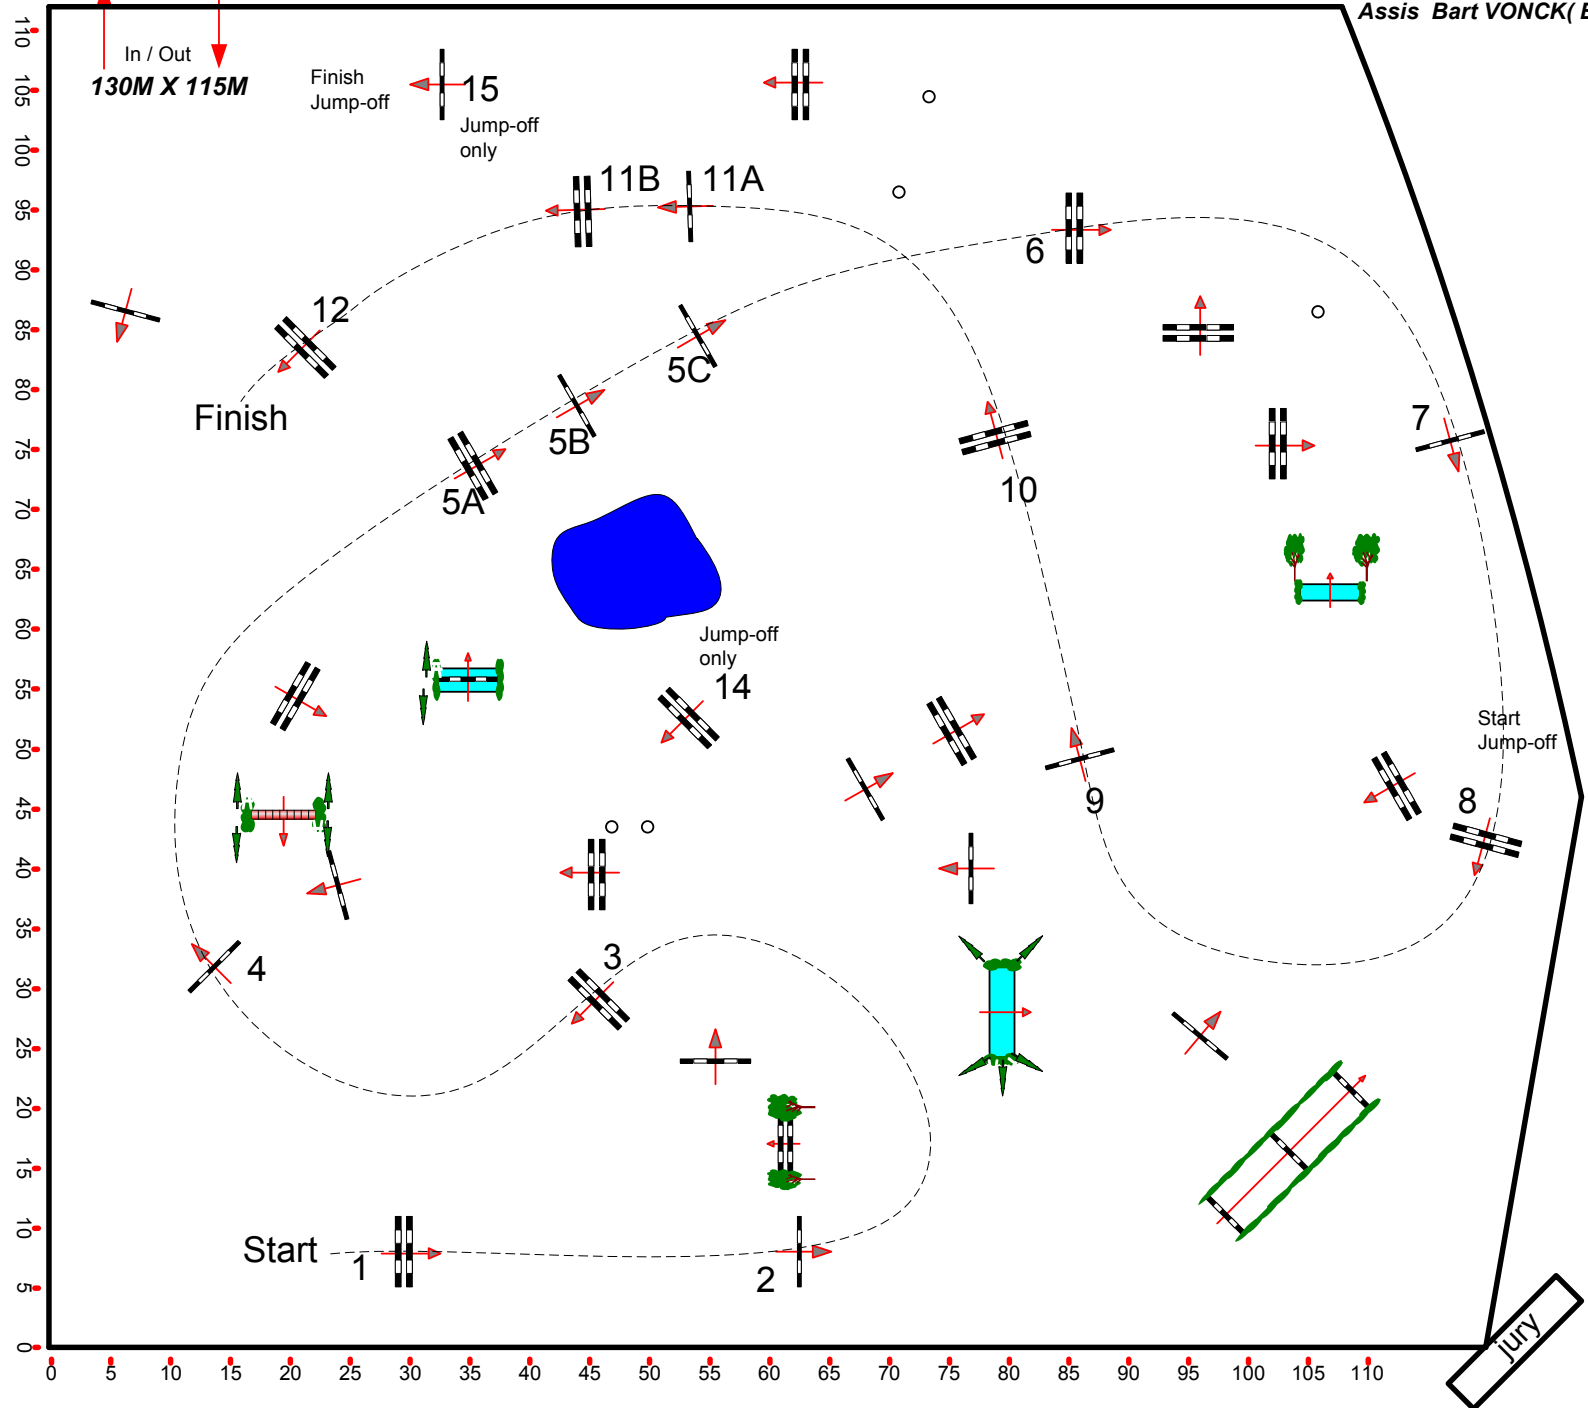 Assis Bart VONCK( 
In / Out
130M X 115M
Finish
Jump-off
15
Jump-off
only
11B
11A
6
12
Finish
5C
5B
5A
7
10
Jump-off
only
14
Start
Jump-off
9
8
3
4
Start
1
2
jury
110
105
100
95
90
85
80
75
70
65
60
55
50
45
40
35
30
25
20
15
10
5
0
0 5 10 15 20 25 30 35 40 45 50 55 60 65 70 75 80 85 90 95 100 105 110